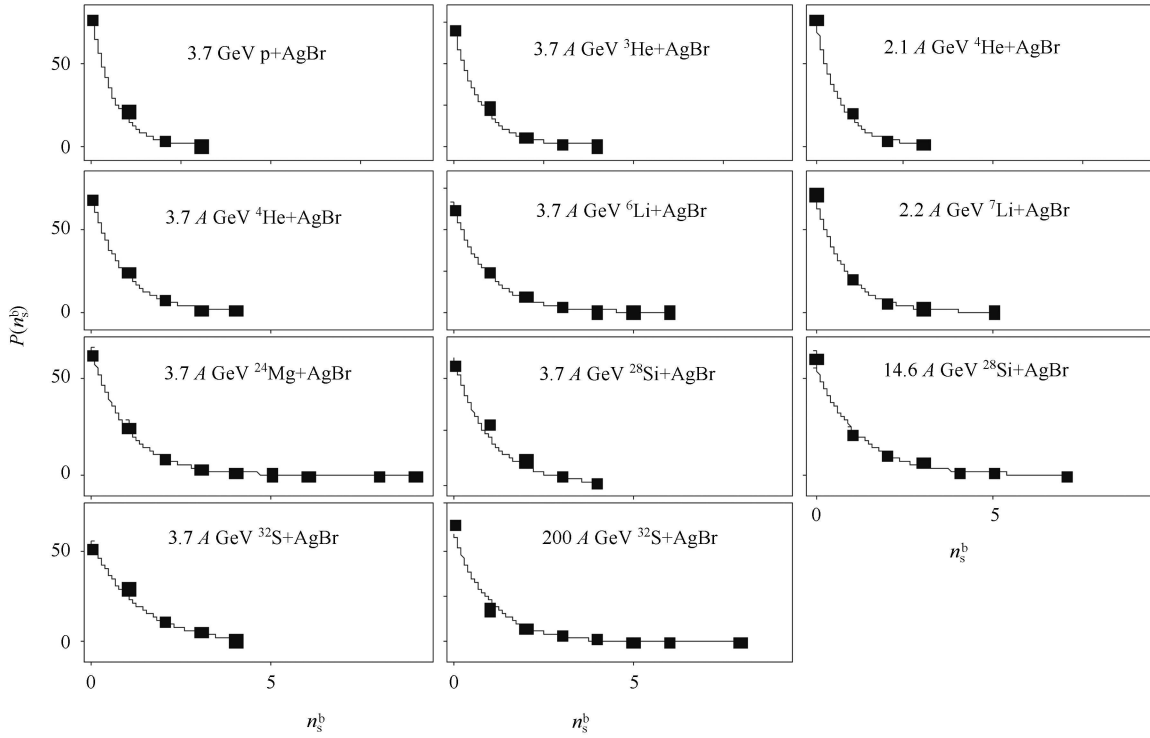 3.7 GeV p+AgBr
3.7 A GeV ³He+AgBr
2.1 A GeV ⁴He+AgBr
50
0
3.7 A GeV ⁴He+AgBr
3.7 A GeV ⁶Li+AgBr
2.2 A GeV ⁷Li+AgBr
50
0
P(nₛᵇ)
3.7 A GeV ²⁴Mg+AgBr
3.7 A GeV ²⁸Si+AgBr
14.6 A GeV ²⁸Si+AgBr
50
0
0 5
nₛᵇ
3.7 A GeV ³²S+AgBr
200 A GeV ³²S+AgBr
50
0
0 5 0 5
nₛᵇ nₛᵇ